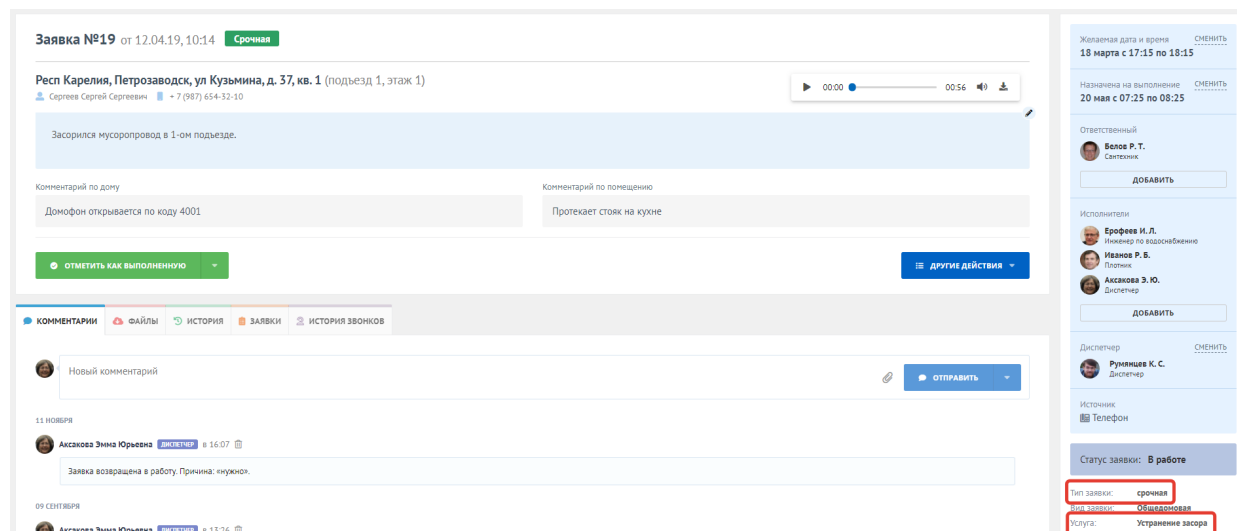 Заявка №19 от 12.04.19, 10:14 Срочная
Респ Карелия, Петрозаводск, ул Кузьмина, д. 37, кв. 1 (подъезд 1, этаж 1)
Сергеев Сергей Сергеевич + 7 (987) 654-32-10
00:00 00:56
Засорился мусоропровод в 1-ом подъезде.
Комментарий по дому
Домофон открывается по коду 4001
Комментарий по помещению
Протекает стояк на кухне
ОТМЕТИТЬ КАК ВЫПОЛНЕННУЮ
ДРУГИЕ ДЕЙСТВИЯ
КОММЕНТАРИИ ФАЙЛЫ ИСТОРИЯ ЗАЯВКИ ИСТОРИЯ ЗВОНКОВ
Новый комментарий
ОТПРАВИТЬ
11 НОЯБРЯ
Аксакова Эмма Юрьевна ДИСПЕТЧЕР в 16:07
Заявка возвращена в работу. Причина: «нужно».
09 СЕНТЯБРЯ
Аксакова Эмма Юрьевна ДИСПЕТЧЕР в 13:26
Желаемая дата и время СМЕНИТЬ
18 марта с 17:15 по 18:15
Назначена на выполнение СМЕНИТЬ
20 мая с 07:25 по 08:25
Ответственный
Белов Р. Т.
Сантехник
ДОБАВИТЬ
Исполнители
Ерофеев И. Л.
Инженер по водоснабжению
Иванов Р. Б.
Плотник
Аксакова Э. Ю.
Диспетчер
ДОБАВИТЬ
Диспетчер СМЕНИТЬ
Румянцев К. С.
Диспетчер
Источник
Телефон
Статус заявки: В работе
Тип заявки: срочная
Вид заявки: Общедомовая
Услуга: Устранение засора